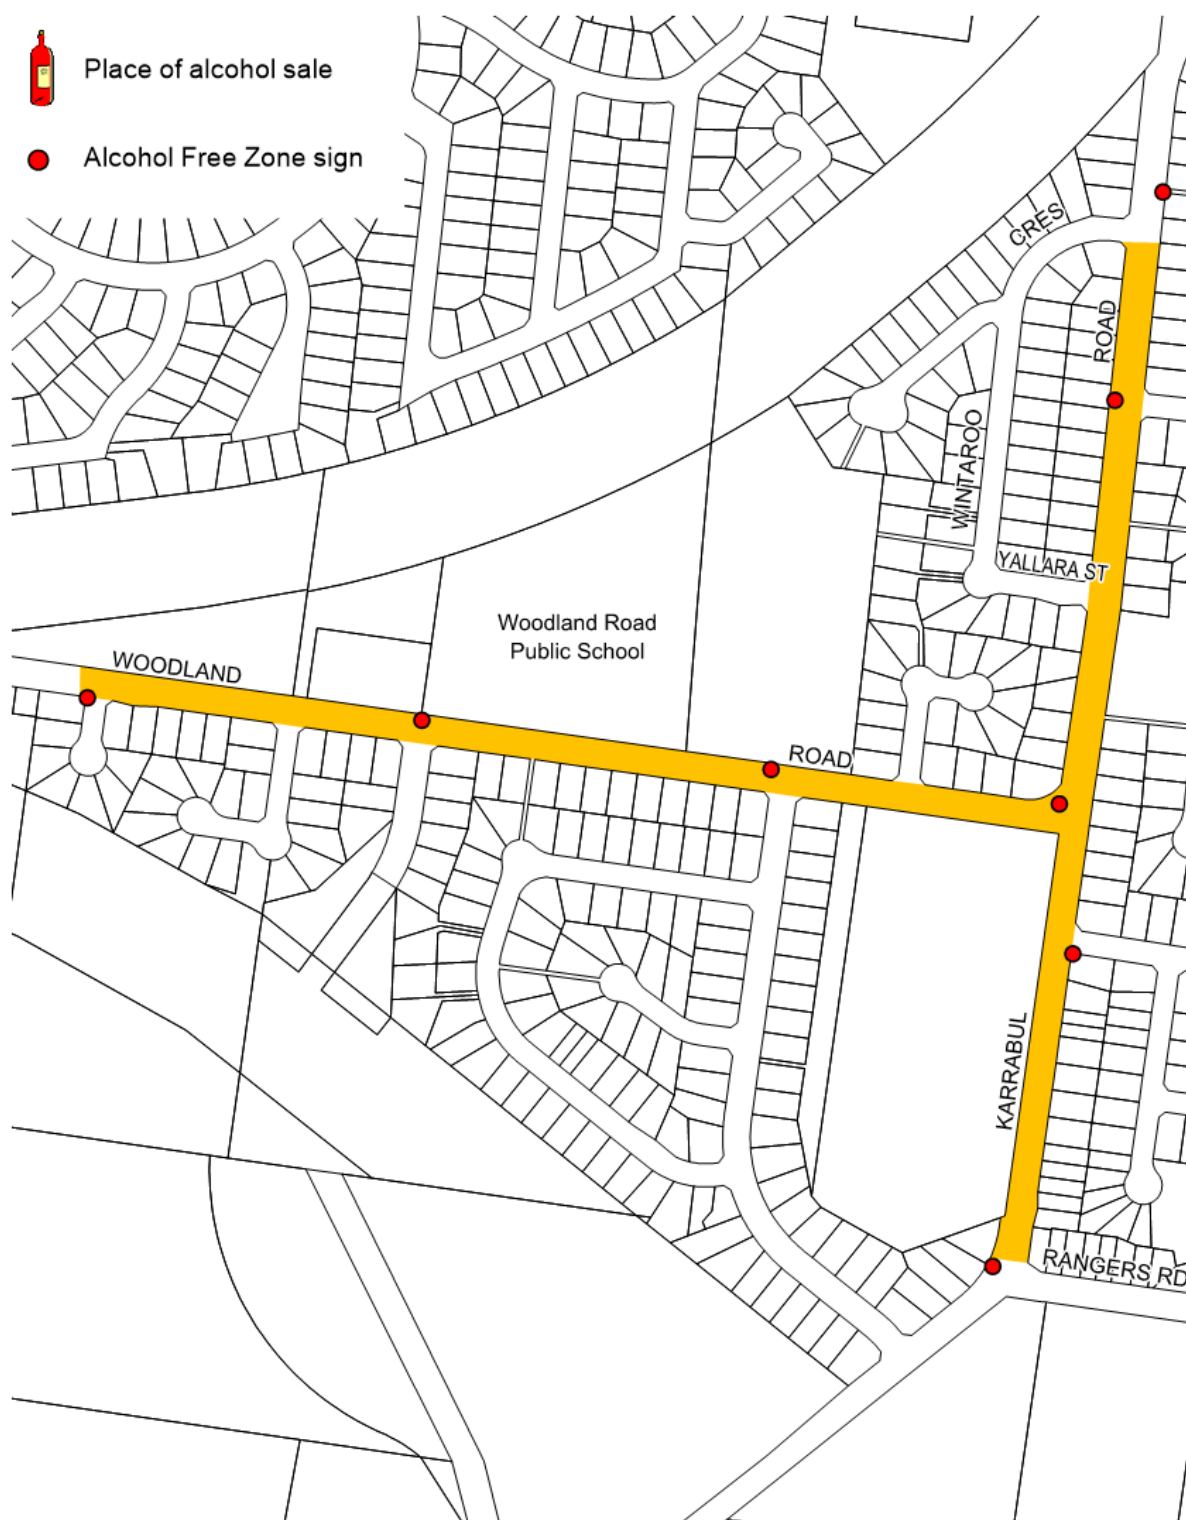 Place of alcohol sale
Alcohol Free Zone sign
CRES
ROAD
WINTAROO
YALLARA ST
Woodland Road
Public School
WOODLAND
ROAD
KARRABUL
RANGERS RD